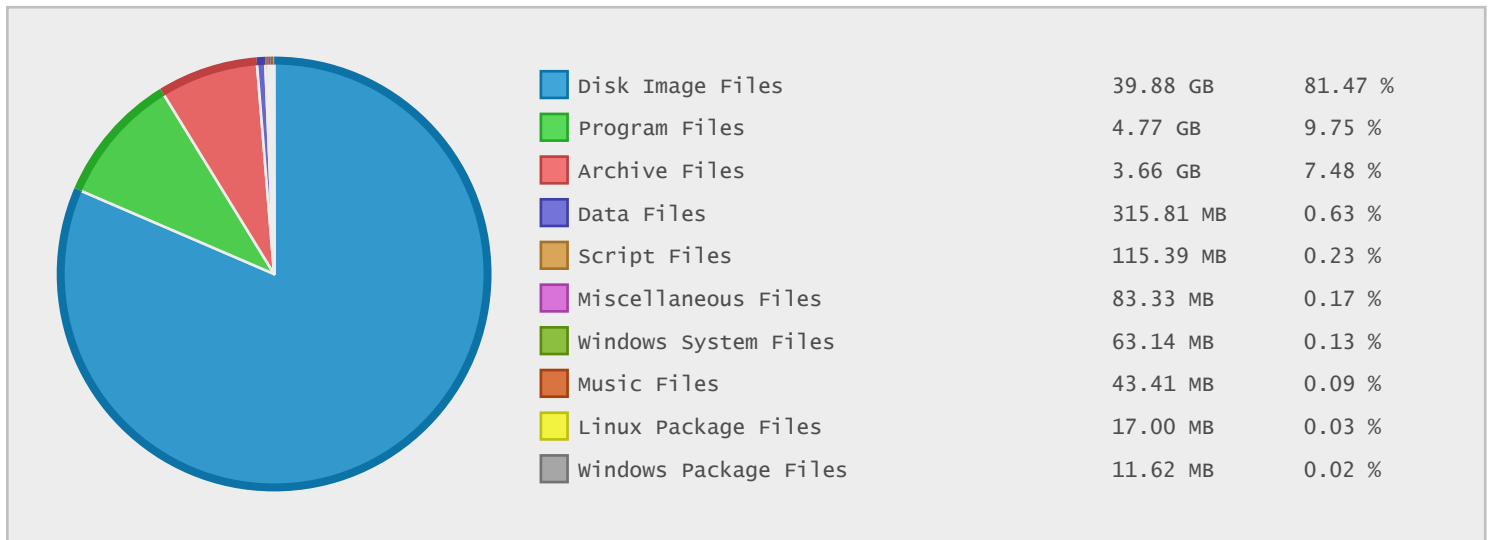 Disk Image Files 39.88 GB 81.47 %
Program Files 4.77 GB 9.75 %
Archive Files 3.66 GB 7.48 %
Data Files 315.81 MB 0.63 %
Script Files 115.39 MB 0.23 %
Miscellaneous Files 83.33 MB 0.17 %
Windows System Files 63.14 MB 0.13 %
Music Files 43.41 MB 0.09 %
Linux Package Files 17.00 MB 0.03 %
Windows Package Files 11.62 MB 0.02 %